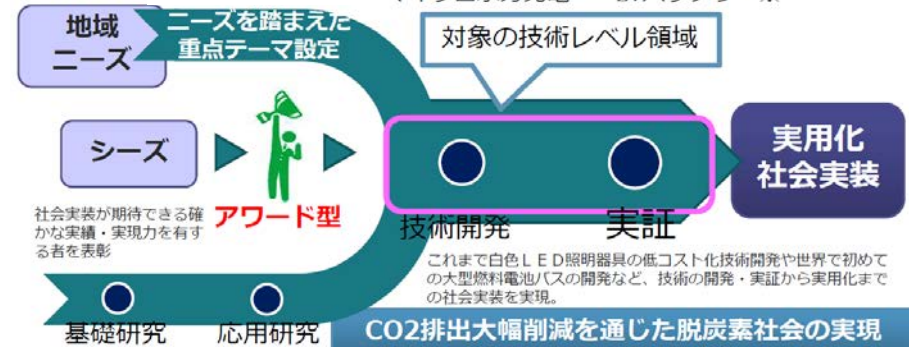 地域
ニーズ
ニーズを踏まえた
重点テーマ設定
対象の技術レベル領域
シーズ
アワード型
社会実装が期待できる確
かな実績・実現力を有す
る者を表彰
技術開発
実証
実用化
社会実装
これまで白色ＬＥＤ照明器具の低コスト化技術開発や世界で初めて
の大型燃料電池バスの開発など、技術の開発・実証から実用化まで
の社会実装を実現。
基礎研究
応用研究
CO2排出大幅削減を通じた脱炭素社会の実現